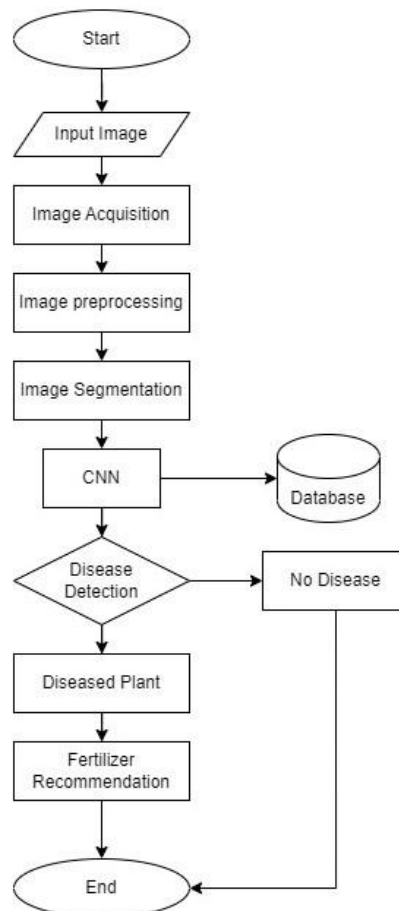 Start
Input Image
Image Acquisition
Image preprocessing
Image Segmentation
CNN
Database
Disease
Detection
No Disease
Diseased Plant
Fertilizer
Recommendation
End